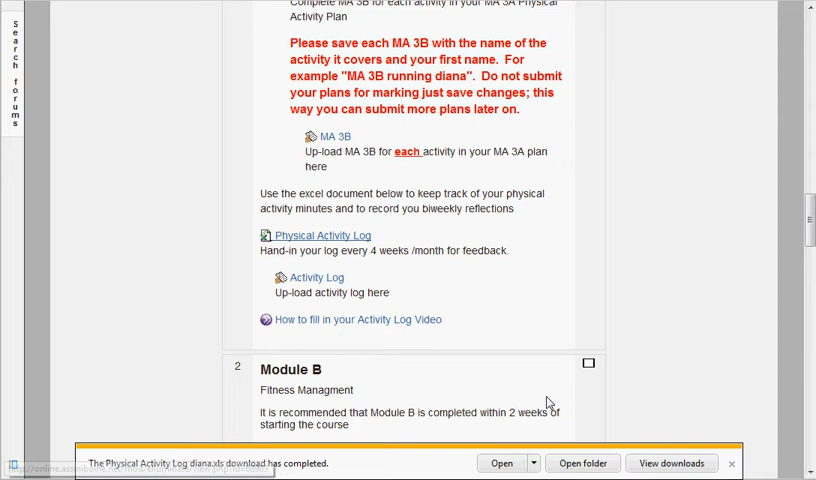 Search forums
Complete MA 3B for each activity in your MA 3A Physical
Activity Plan
Please save each MA 3B with the name of the
activity it covers and your first name.  For
example "MA 3B running diana".  Do not submit
your plans for marking just save changes; this
way you can submit more plans later on.
MA 3B
Up-load MA 3B for each activity in your MA 3A plan
here
Use the excel document below to keep track of your physical
activity minutes and to record you biweekly reflections
Physical Activity Log
Hand-in your log every 4 weeks /month for feedback.
Activity Log
Up-load activity log here
How to fill in your Activity Log Video
2 Module B
Fitness Managment
It is recommended that Module B is completed within 2 weeks of
starting the course
The Physical Activity Log diana.xls download has completed.
Open
Open folder
View downloads